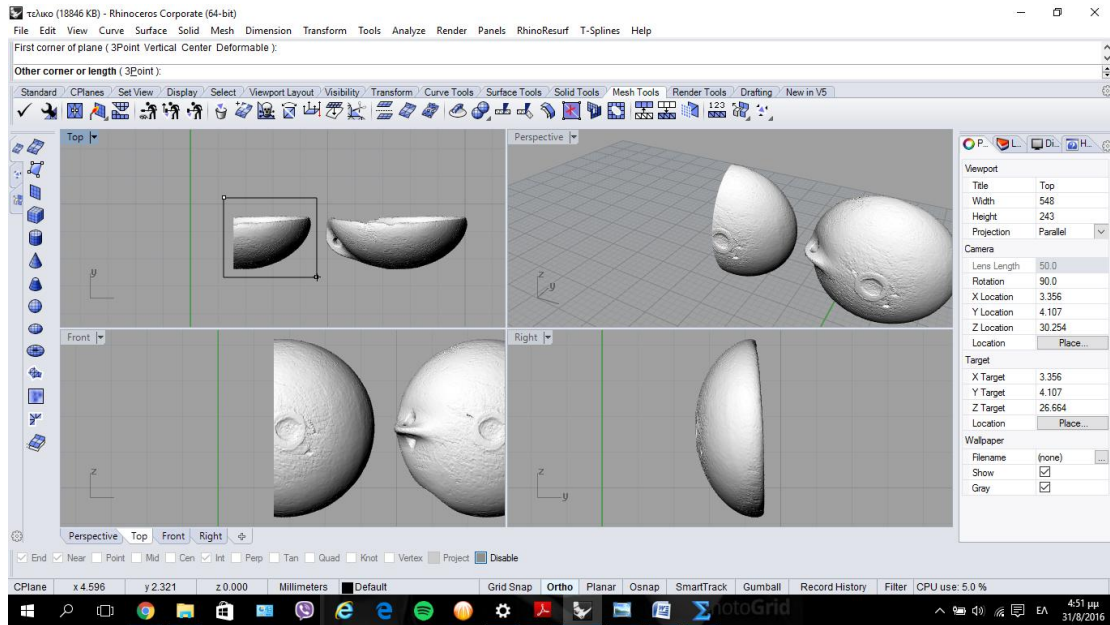 τελικο (18846 KB) - Rhinoceros Corporate (64-bit)
File Edit View Curve Surface Solid Mesh Dimension Transform Tools Analyze Render Panels RhinoResurf T-Splines Help
First corner of plane ( 3Point Vertical Center Deformable ):
Other corner or length ( 3Point ):
Standard CPlanes Set View Display Select Viewport Layout Visibility Transform Curve Tools Surface Tools Solid Tools Mesh Tools Render Tools Drafting New in V5
123
Top
Perspective
P... L... Di... H...
Viewport
Title Top
Width 548
Height 243
Projection Parallel
Camera
Lens Length 50.0
Rotation 90.0
X Location 3.356
Y Location 4.107
Z Location 30.254
Location Place...
Target
X Target 3.356
Y Target 4.107
Z Target 26.664
Location Place...
Wallpaper
Filename (none) ...
Show
Gray
y
z
y
Front
Right
z
z
y
Perspective Top Front Right
End Near Point Mid Cen Int Perp Tan Quad Knot Vertex Project Disable
CPlane x 4.596 y 2.321 z 0.000 Millimeters Default Grid Snap Ortho Planar Osnap SmartTrack Gumball Record History Filter CPU use: 5.0 %
ΕΛ 4:51 μμ
31/8/2016